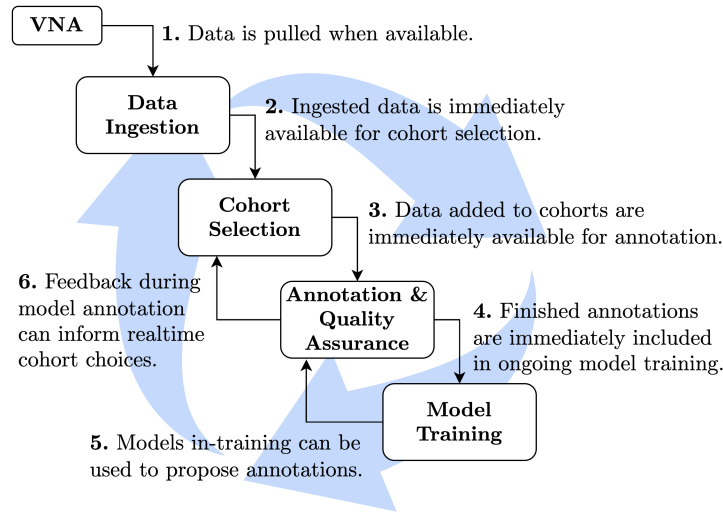 VNA
1. Data is pulled when available.
Data
Ingestion
2. Ingested data is immediately
available for cohort selection.
Cohort
Selection
3. Data added to cohorts are
immediately available for annotation.
Annotation &
Quality
Assurance
4. Finished annotations
are immediately included
in ongoing model training.
Model
Training
5. Models in-training can be
used to propose annotations.
6. Feedback during
model annotation
can inform realtime
cohort choices.